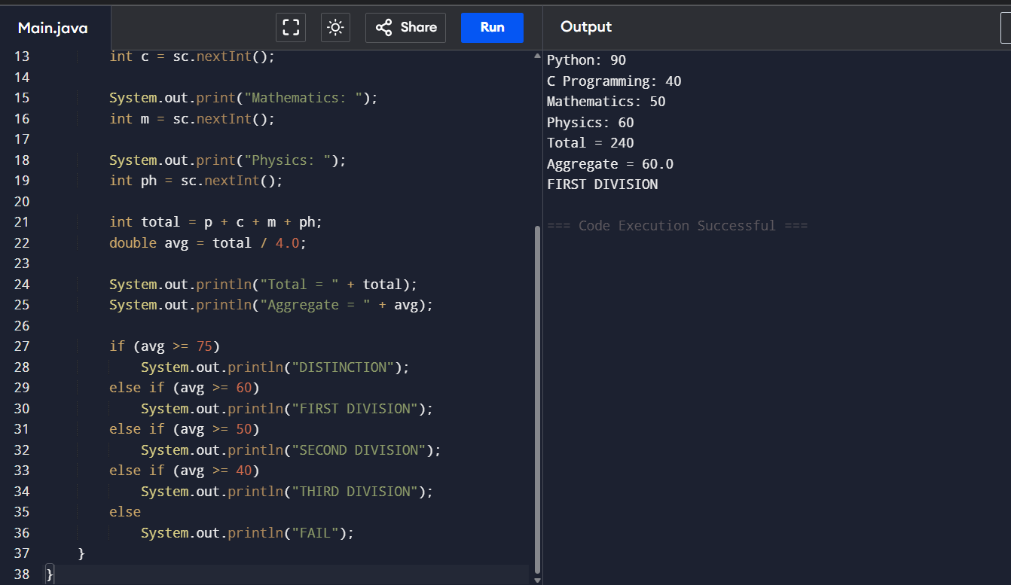 Main.java
Share
Run
Output
13 int c = sc.nextInt();
14
15 System.out.print("Mathematics: ");
16 int m = sc.nextInt();
17
18 System.out.print("Physics: ");
19 int ph = sc.nextInt();
20
21 int total = p + c + m + ph;
22 double avg = total / 4.0;
23
24 System.out.println("Total = " + total);
25 System.out.println("Aggregate = " + avg);
26
27 if (avg >= 75)
28 System.out.println("DISTINCTION");
29 else if (avg >= 60)
30 System.out.println("FIRST DIVISION");
31 else if (avg >= 50)
32 System.out.println("SECOND DIVISION");
33 else if (avg >= 40)
34 System.out.println("THIRD DIVISION");
35 else
36 System.out.println("FAIL");
37 }
38 }
Python: 90
C Programming: 40
Mathematics: 50
Physics: 60
Total = 240
Aggregate = 60.0
FIRST DIVISION
=== Code Execution Successful ===